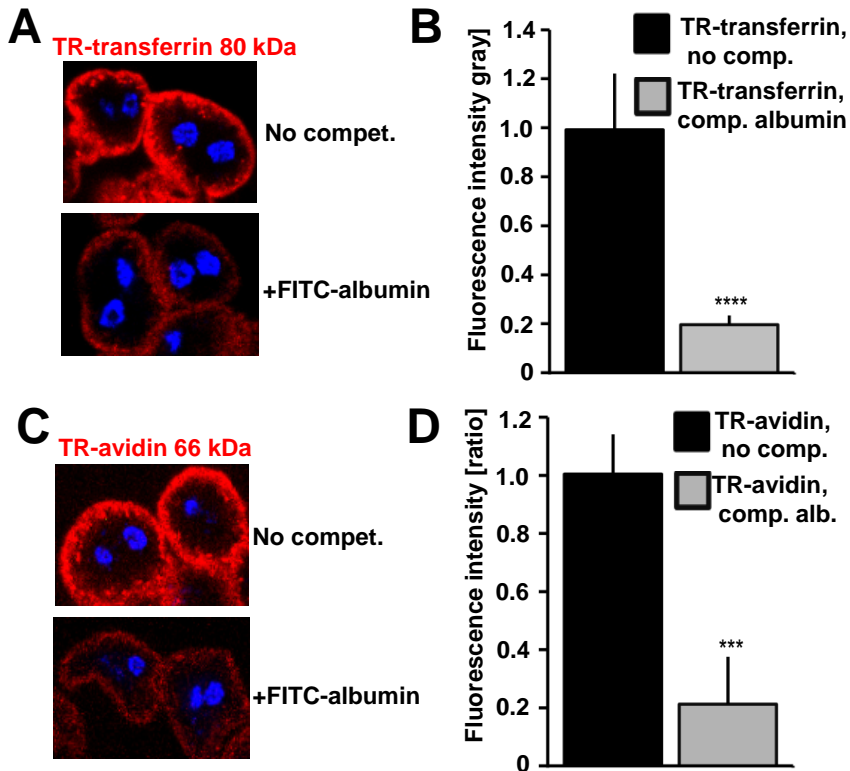 A
TR-transferrin 80 kDa
No compet.
+FITC-albumin
B
Fluorescence intensity gray]
1.4
1.2
1.0
0.8
0.6
0.4
0.2
0
TR-transferrin,
no comp.
TR-transferrin,
comp. albumin
****
C
TR-avidin 66 kDa
No compet.
+FITC-albumin
D
Fluorescence intensity [ratio]
1.2
1.0
0.8
0.6
0.4
0.2
0
TR-avidin,
no comp.
TR-avidin,
comp. alb.
***